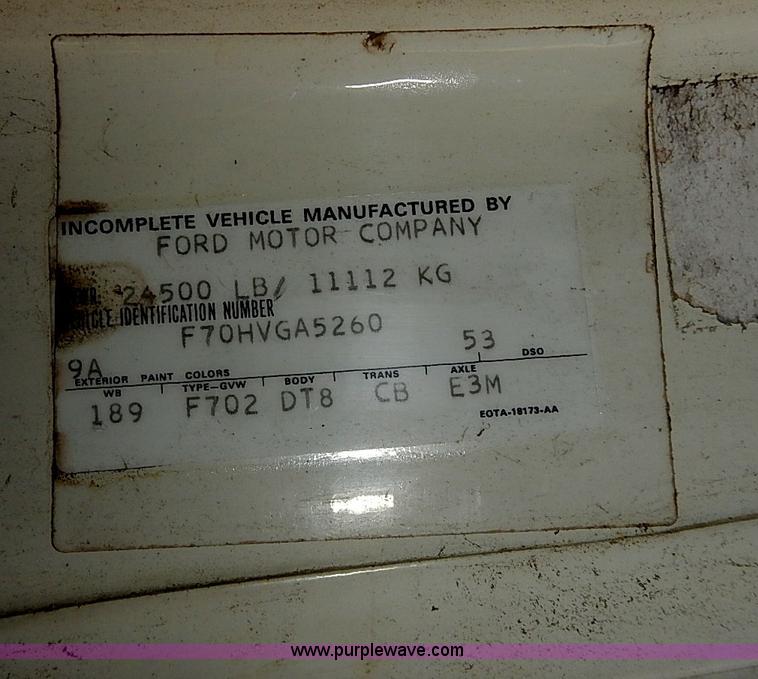 INCOMPLETE VEHICLE MANUFACTURED BY
FORD MOTOR COMPANY
24500 LB/ 11112 KG
IDENTIFICATION NUMBER
F70HVGA5260
9A 53
EXTERIOR PAINT COLORS DSO
WB TYPE-GVW BODY TRANS AXLE
189 F702 DT8 CB E3M
EOTA-18173-AA
www.purplewave.com